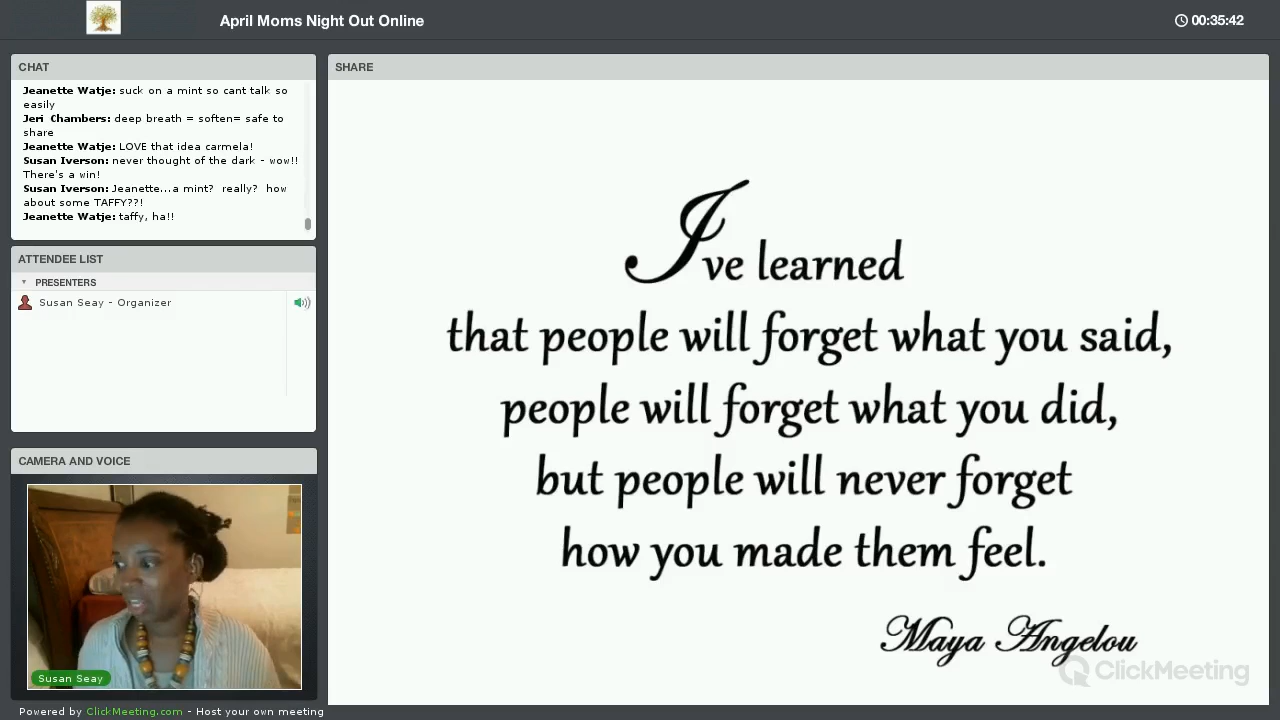 April Moms Night Out Online
00:35:42
CHAT
Jeanette Watje: suck on a mint so cant talk so
easily
Jeri Chambers: deep breath = soften= safe to
share
Jeanette Watje: LOVE that idea carmela!
Susan Iverson: never thought of the dark - wow!!
There's a win!
Susan Iverson: Jeanette...a mint? really? how
about some TAFFY??!
Jeanette Watje: taffy, ha!!
ATTENDEE LIST
PRESENTERS
Susan Seay - Organizer
CAMERA AND VOICE
Susan Seay
Powered by ClickMeeting.com - Host your own meeting
SHARE
I've learned
that people will forget what you said,
people will forget what you did,
but people will never forget
how you made them feel.
Maya Angelou
ClickMeeting